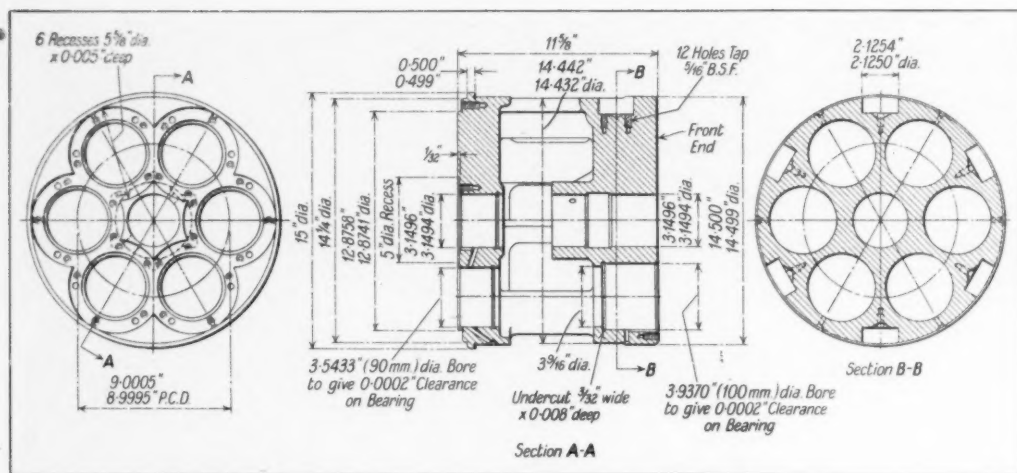 6 Recesses 5⅝" dia.
x 0·005" deep
A
A
9·0005"
8·9995" P.C.D.
11⅝"
0·500"
0·499"
14·442"
14·432" dia.
B
12 Holes Tap
5/16" B.S.F.
Front
End
1/32"
15" dia.
14¼" dia.
12·8758"
12·8741" dia.
5" dia. Recess
3·1496"
3·1494" dia.
3·1496"
3·1494" dia.
14·500"
14·499" dia.
3·5433" (90 mm.) dia. Bore
to give 0·0002" Clearance
on Bearing
3 9/16" dia.
Undercut 3/32" wide
x 0·008" deep
B
3·9370" (100 mm.) dia. Bore
to give 0·0002" Clearance
on Bearing
Section A-A
2·1254"
2·1250" dia.
Section B-B